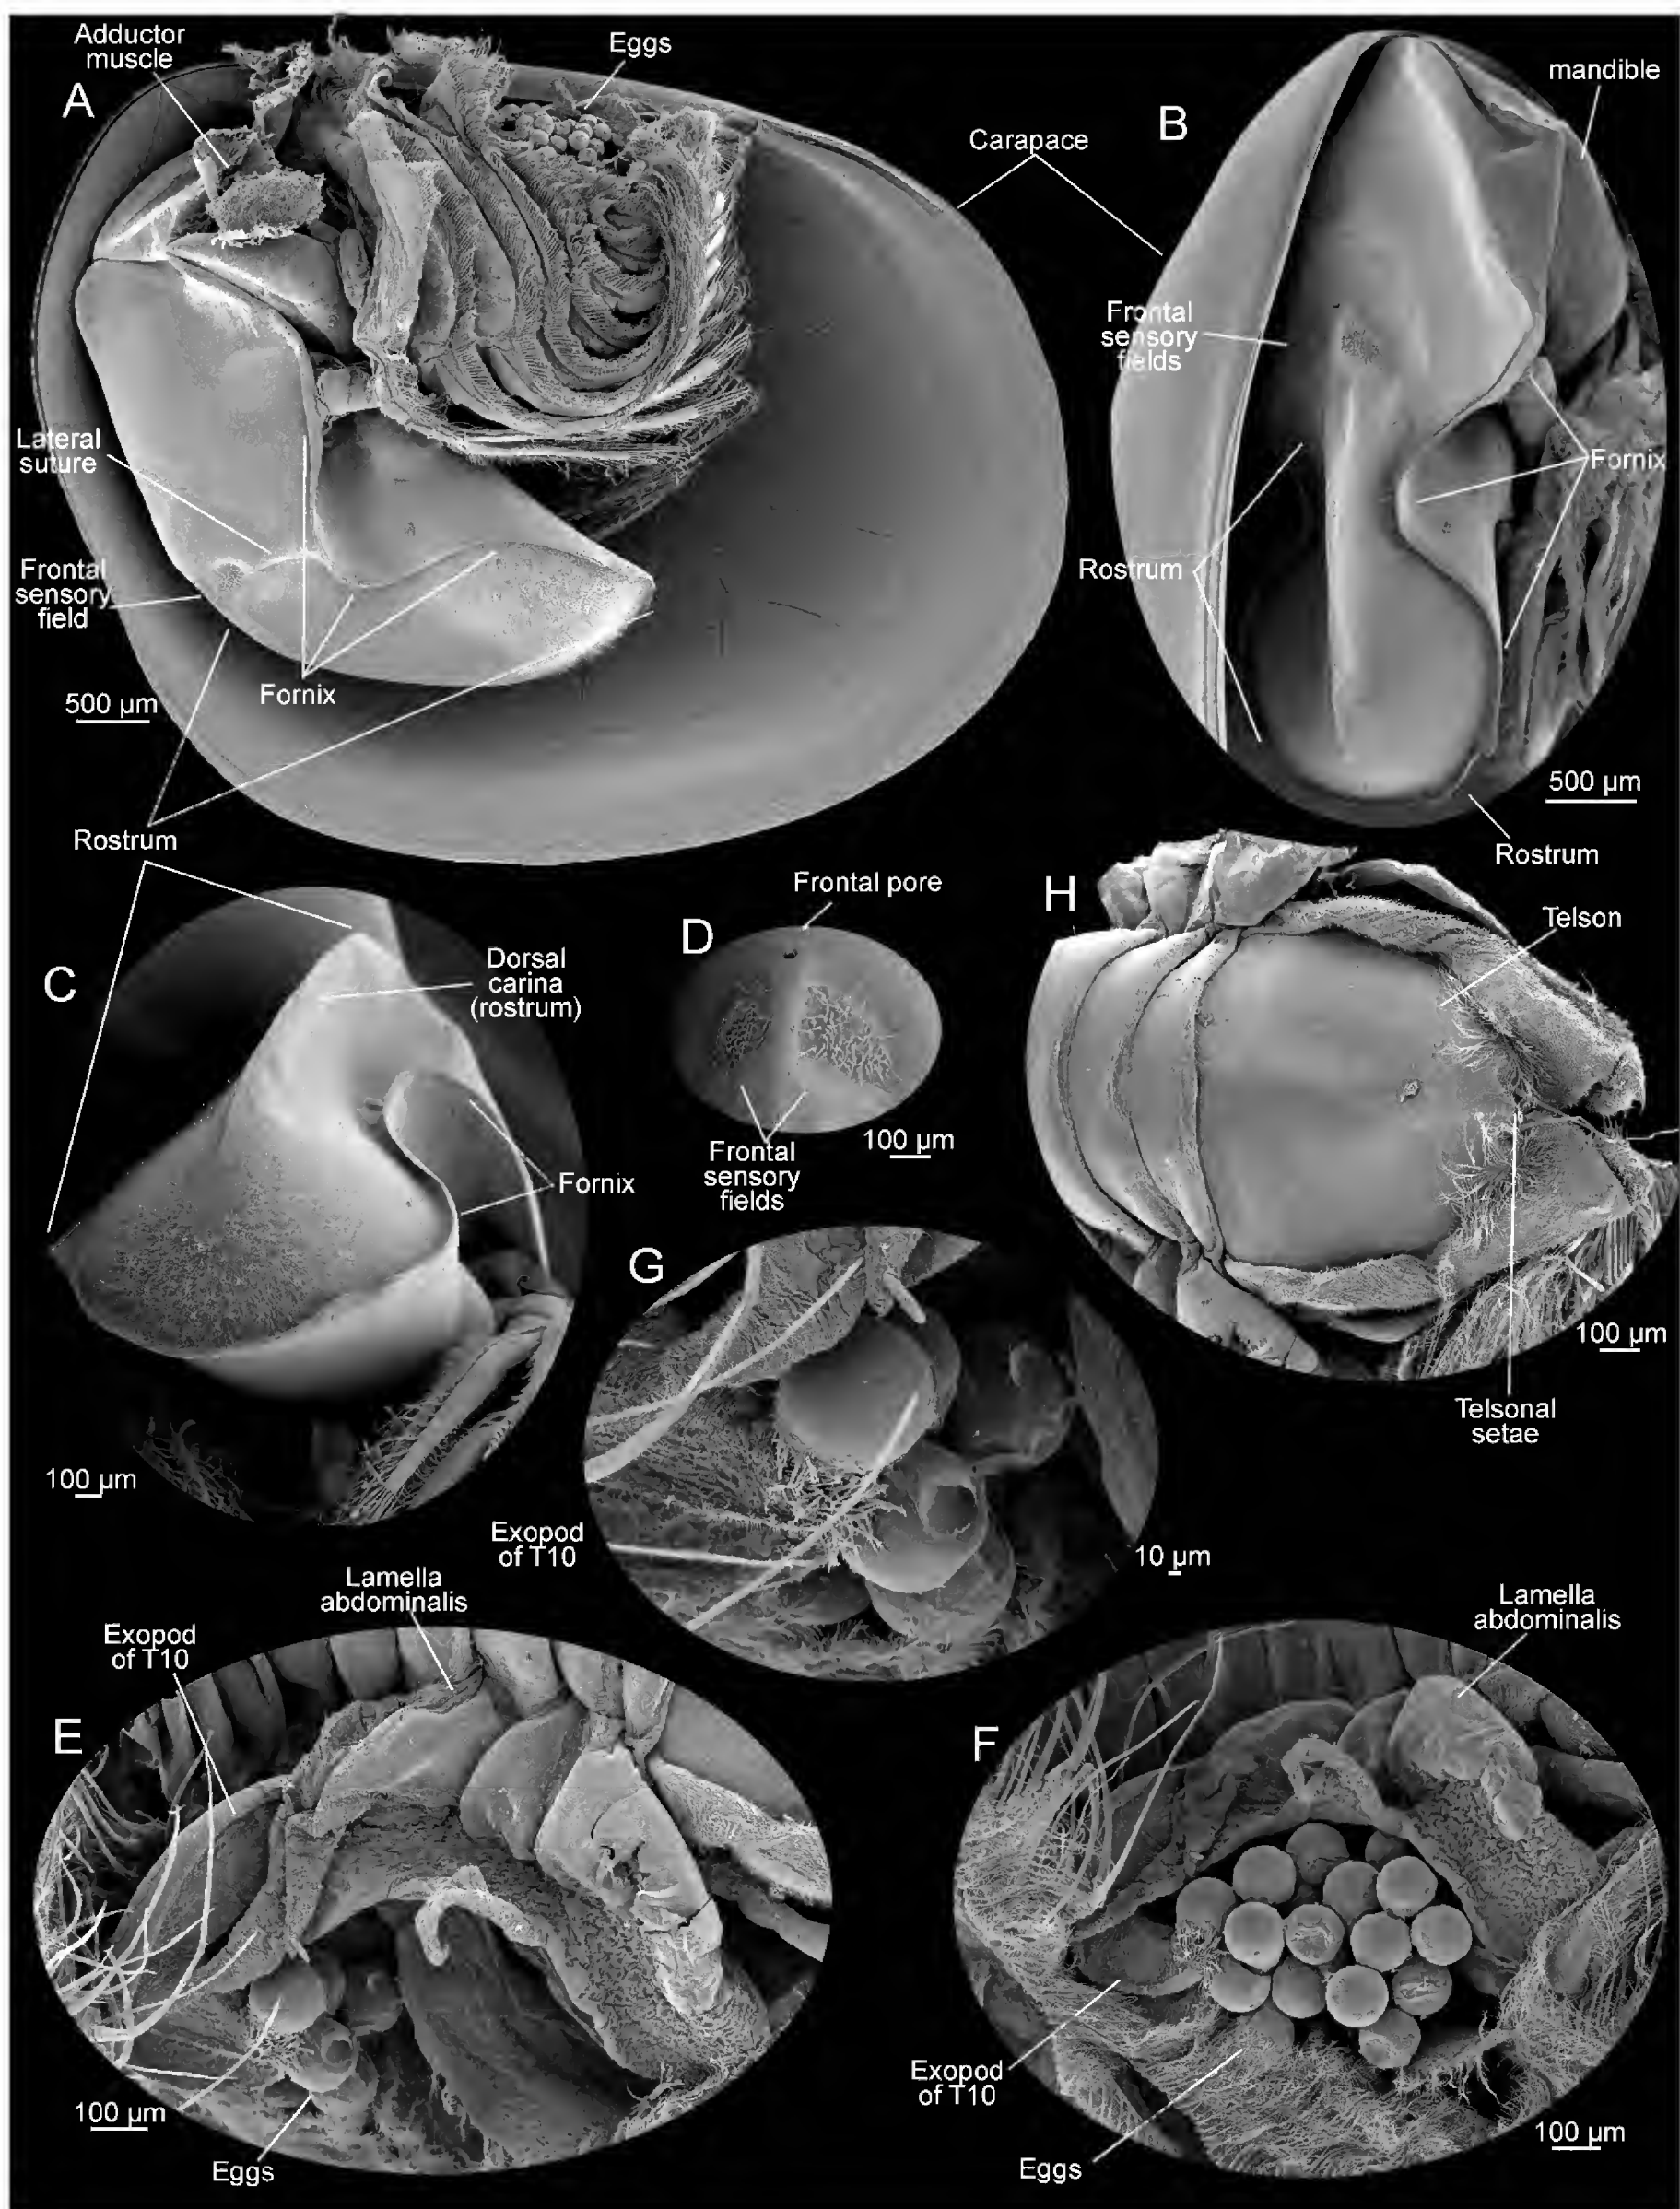 Adductor
muscle
Eggs
A
Carapace
Lateral
suture
Frontal
sensory
field
Fornix
500 µm
Rostrum
B
mandible
Frontal
sensory
fields
Fornix
Rostrum
500 µm
Rostrum
C
Dorsal
carina
(rostrum)
Fornix
100 µm
D
Frontal pore
100 µm
Frontal
sensory
fields
H
Telson
100 µm
Telsonal
setae
G
Exopod
of T10
10 µm
E
Lamella
abdominalis
Exopod
of T10
100 µm
Eggs
F
Lamella
abdominalis
Exopod
of T10
Eggs
100 µm